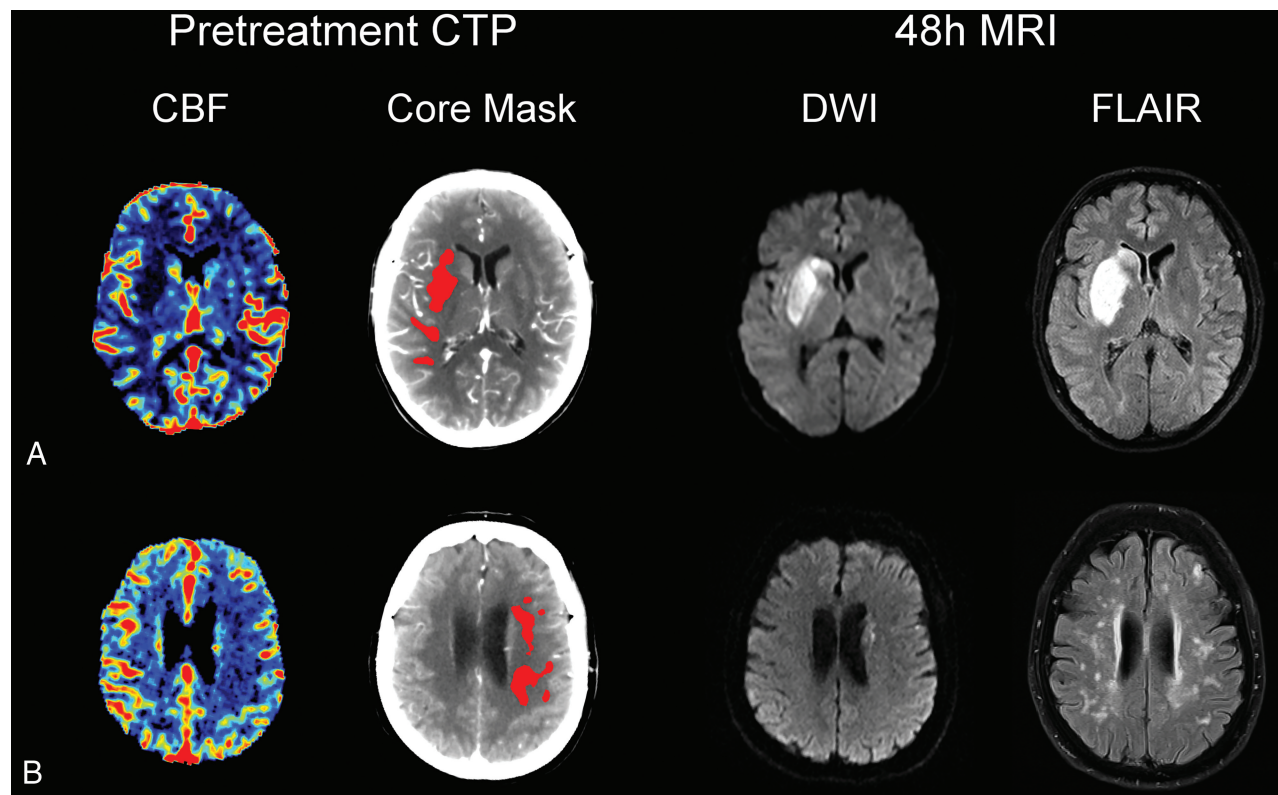 Pretreatment CTP
48h MRI
CBF
Core Mask
DWI
FLAIR
A
B